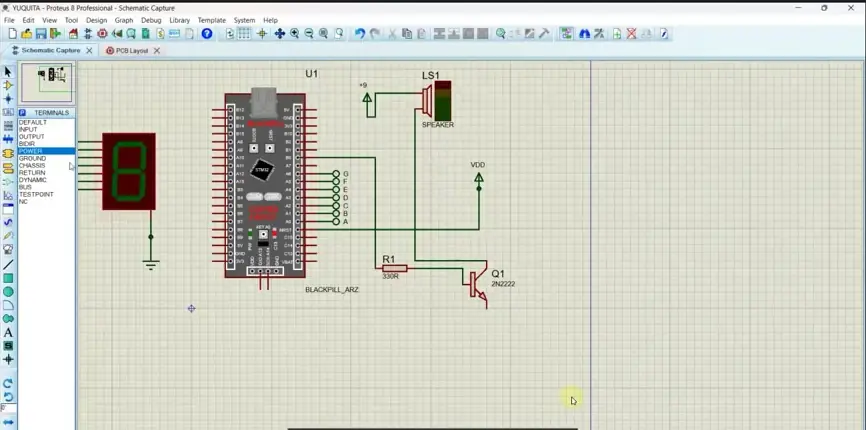 YUQUITA - Proteus 8 Professional - Schematic Capture
File Edit View Tool Design Graph Debug Library Template System Help
Schematic Capture
PCB Layout
TERMINALS
DEFAULT
INPUT
OUTPUT
BIDIR
POWER
GROUND
CHASSIS
RETURN
DYNAMIC
BUS
TESTPOINT
NC
U1
STM32
BLACKPILL_ARZ
G
F
E
D
C
B
A
+9
LS1
SPEAKER
VDD
R1
330R
Q1
2N2222